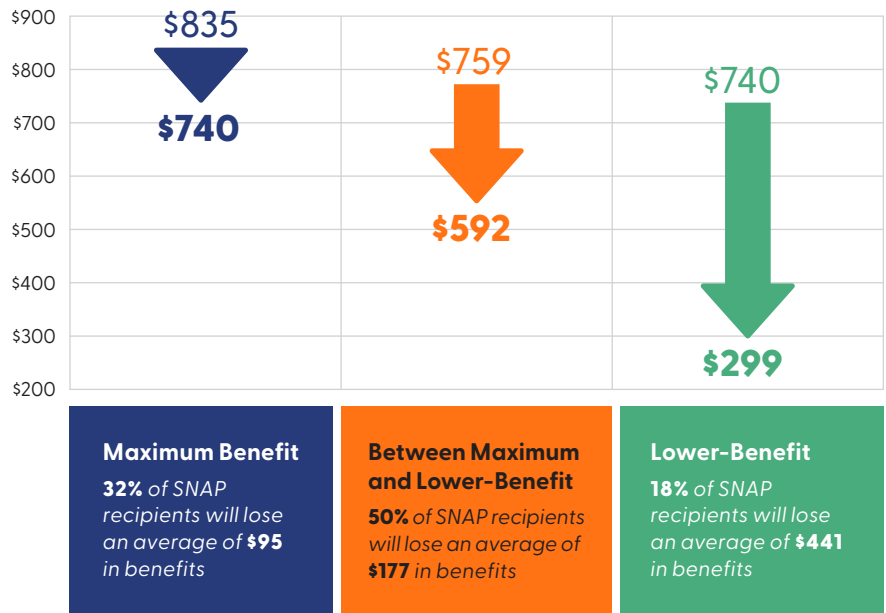 $900
$800
$700
$600
$500
$400
$300
$200
$835
$740
$759
$592
$740
$299
Maximum Benefit
32% of SNAP
recipients will lose
an average of $95
in benefits
Between Maximum
and Lower-Benefit
50% of SNAP recipients
will lose an average of
$177 in benefits
Lower-Benefit
18% of SNAP
recipients will lose
an average of $441
in benefits